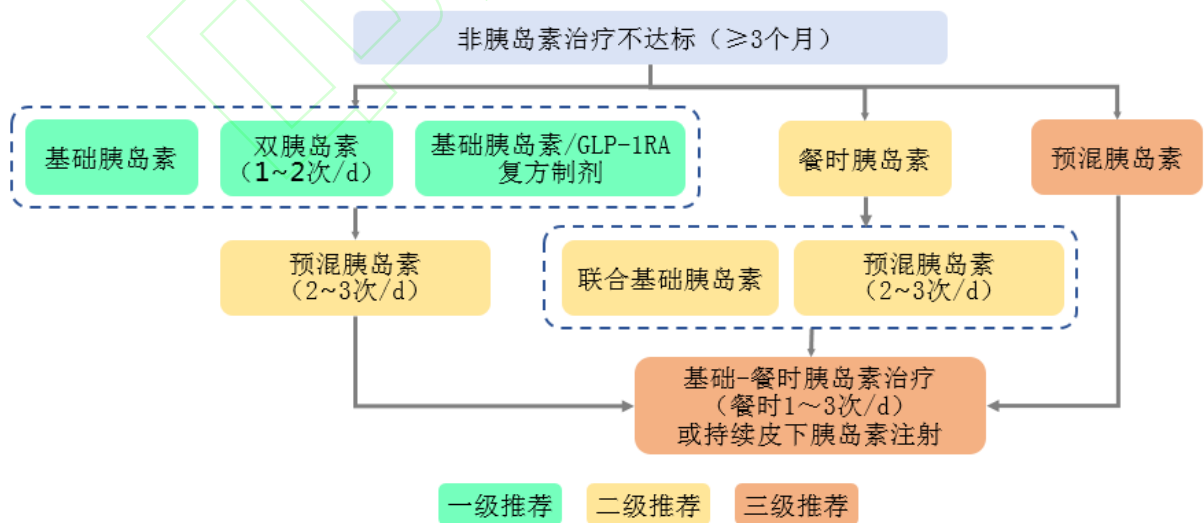 非胰岛素治疗不达标（≥3个月）
基础胰岛素
双胰岛素
（1~2次/d）
基础胰岛素/GLP-1RA
复方制剂
餐时胰岛素
预混胰岛素
预混胰岛素
（2~3次/d）
联合基础胰岛素
预混胰岛素
（2~3次/d）
基础-餐时胰岛素治疗
（餐时1～3次/d）
或持续皮下胰岛素注射
一级推荐
二级推荐
三级推荐